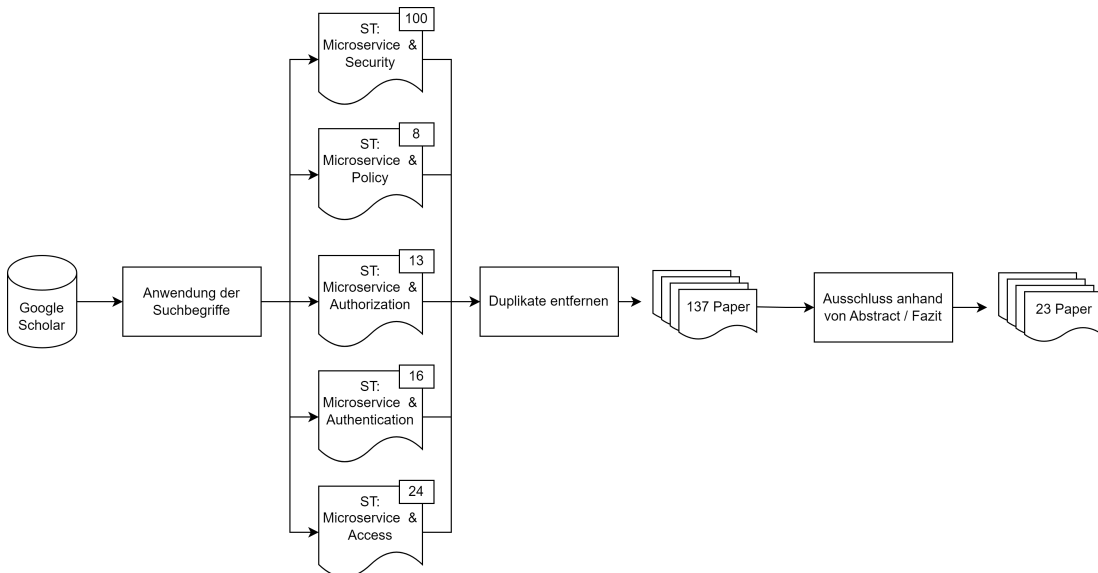 Google
Scholar
Anwendung der
Suchbegriffe
100
ST:
Microservice &
Security
8
ST:
Microservice &
Policy
13
ST:
Microservice &
Authorization
16
ST:
Microservice &
Authentication
24
ST:
Microservice &
Access
Duplikate entfernen
137 Paper
Ausschluss anhand
von Abstract / Fazit
23 Paper